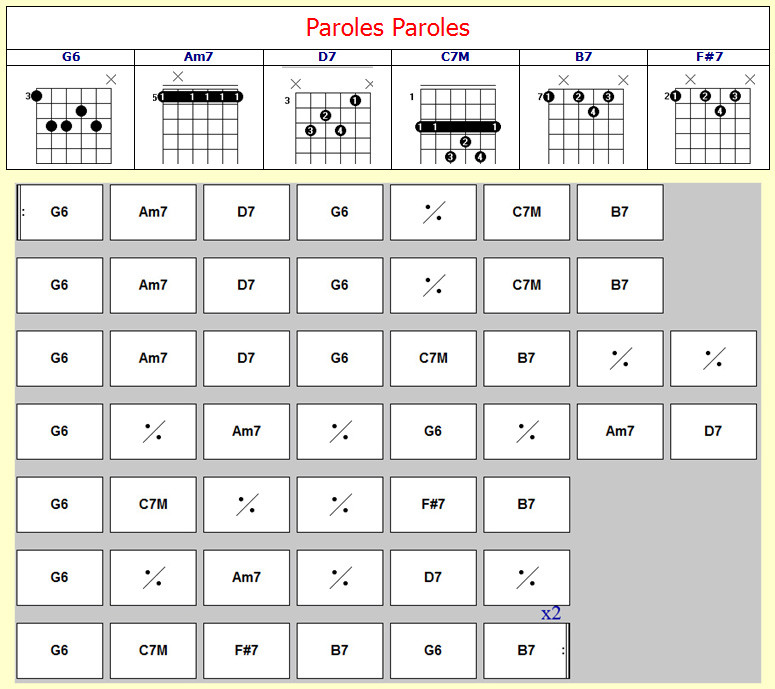 Paroles Paroles
G6 Am7 D7 C7M B7 F#7
X X X X X X X X
3 5 3 1 7 2
1 1 1 1 1 1 2 3 4 1 1 1 2 3 4 1 2 3 4 1 2 3 4
: G6 Am7 D7 G6 % C7M B7
G6 Am7 D7 G6 % C7M B7
G6 Am7 D7 G6 C7M B7 % %
G6 % Am7 % G6 % Am7 D7
G6 C7M % % F#7 B7
G6 % Am7 % D7 %
x2
G6 C7M F#7 B7 G6 B7 :